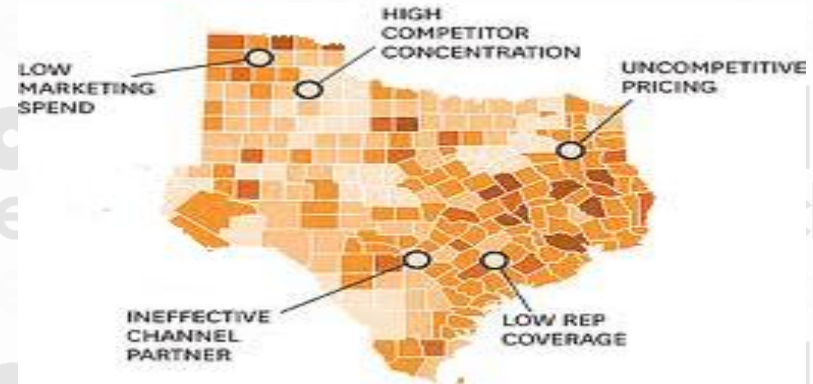 HIGH
COMPETITOR
CONCENTRATION
LOW
MARKETING
SPEND
UNCOMPETITIVE
PRICING
INEFFECTIVE
CHANNEL
PARTNER
LOW REP
COVERAGE